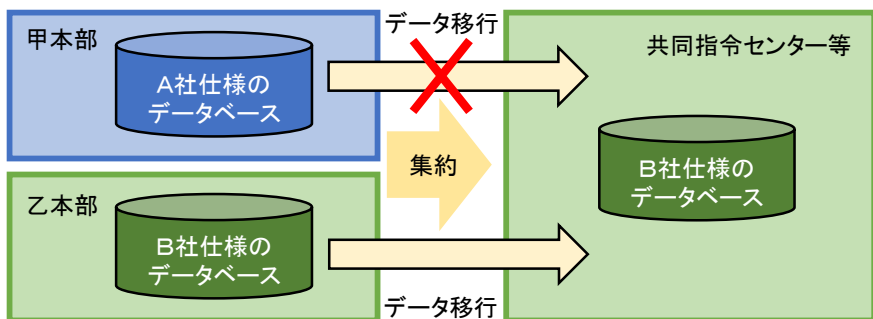 甲本部
A社仕様の
データベース
データ移行
共同指令センター等
集約
B社仕様の
データベース
乙本部
B社仕様の
データベース
データ移行